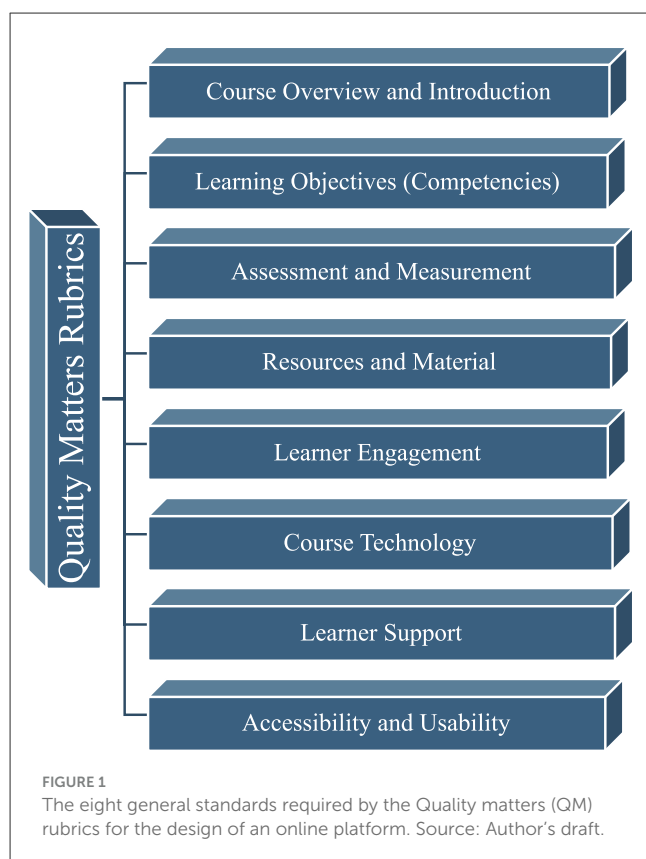 Quality Matters Rubrics
Course Overview and Introduction
Learning Objectives (Competencies)
Assessment and Measurement
Resources and Material
Learner Engagement
Course Technology
Learner Support
Accessibility and Usability
FIGURE 1
The eight general standards required by the Quality matters (QM)
rubrics for the design of an online platform. Source: Author's draft.